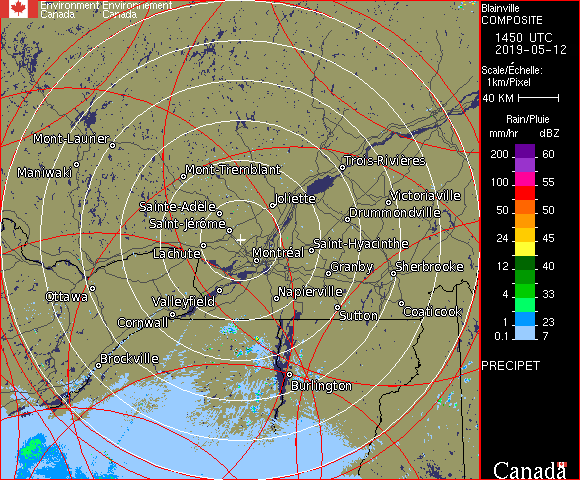 Environment Environnement
Canada Canada
Blainville
COMPOSITE
1450 UTC
2019-05-12
Scale/Échelle:
1km/Pixel
40 KM
Rain/Pluie
mm/hr dBZ
200 60
100 55
50 50
24 45
12 40
4 33
1 23
0.1 7
PRECIPET
Canada
Mont-Laurier
Maniwaki
Mont-Tremblant
Trois-Rivières
Joliette
Victoriaville
Sainte-Adèle
Drummondville
Saint-Jérôme
Lachute
Montréal
Saint-Hyacinthe
Granby
Sherbrooke
Ottawa
Valleyfield
Napierville
Cornwall
Sutton
Coaticook
Brockville
Burlington